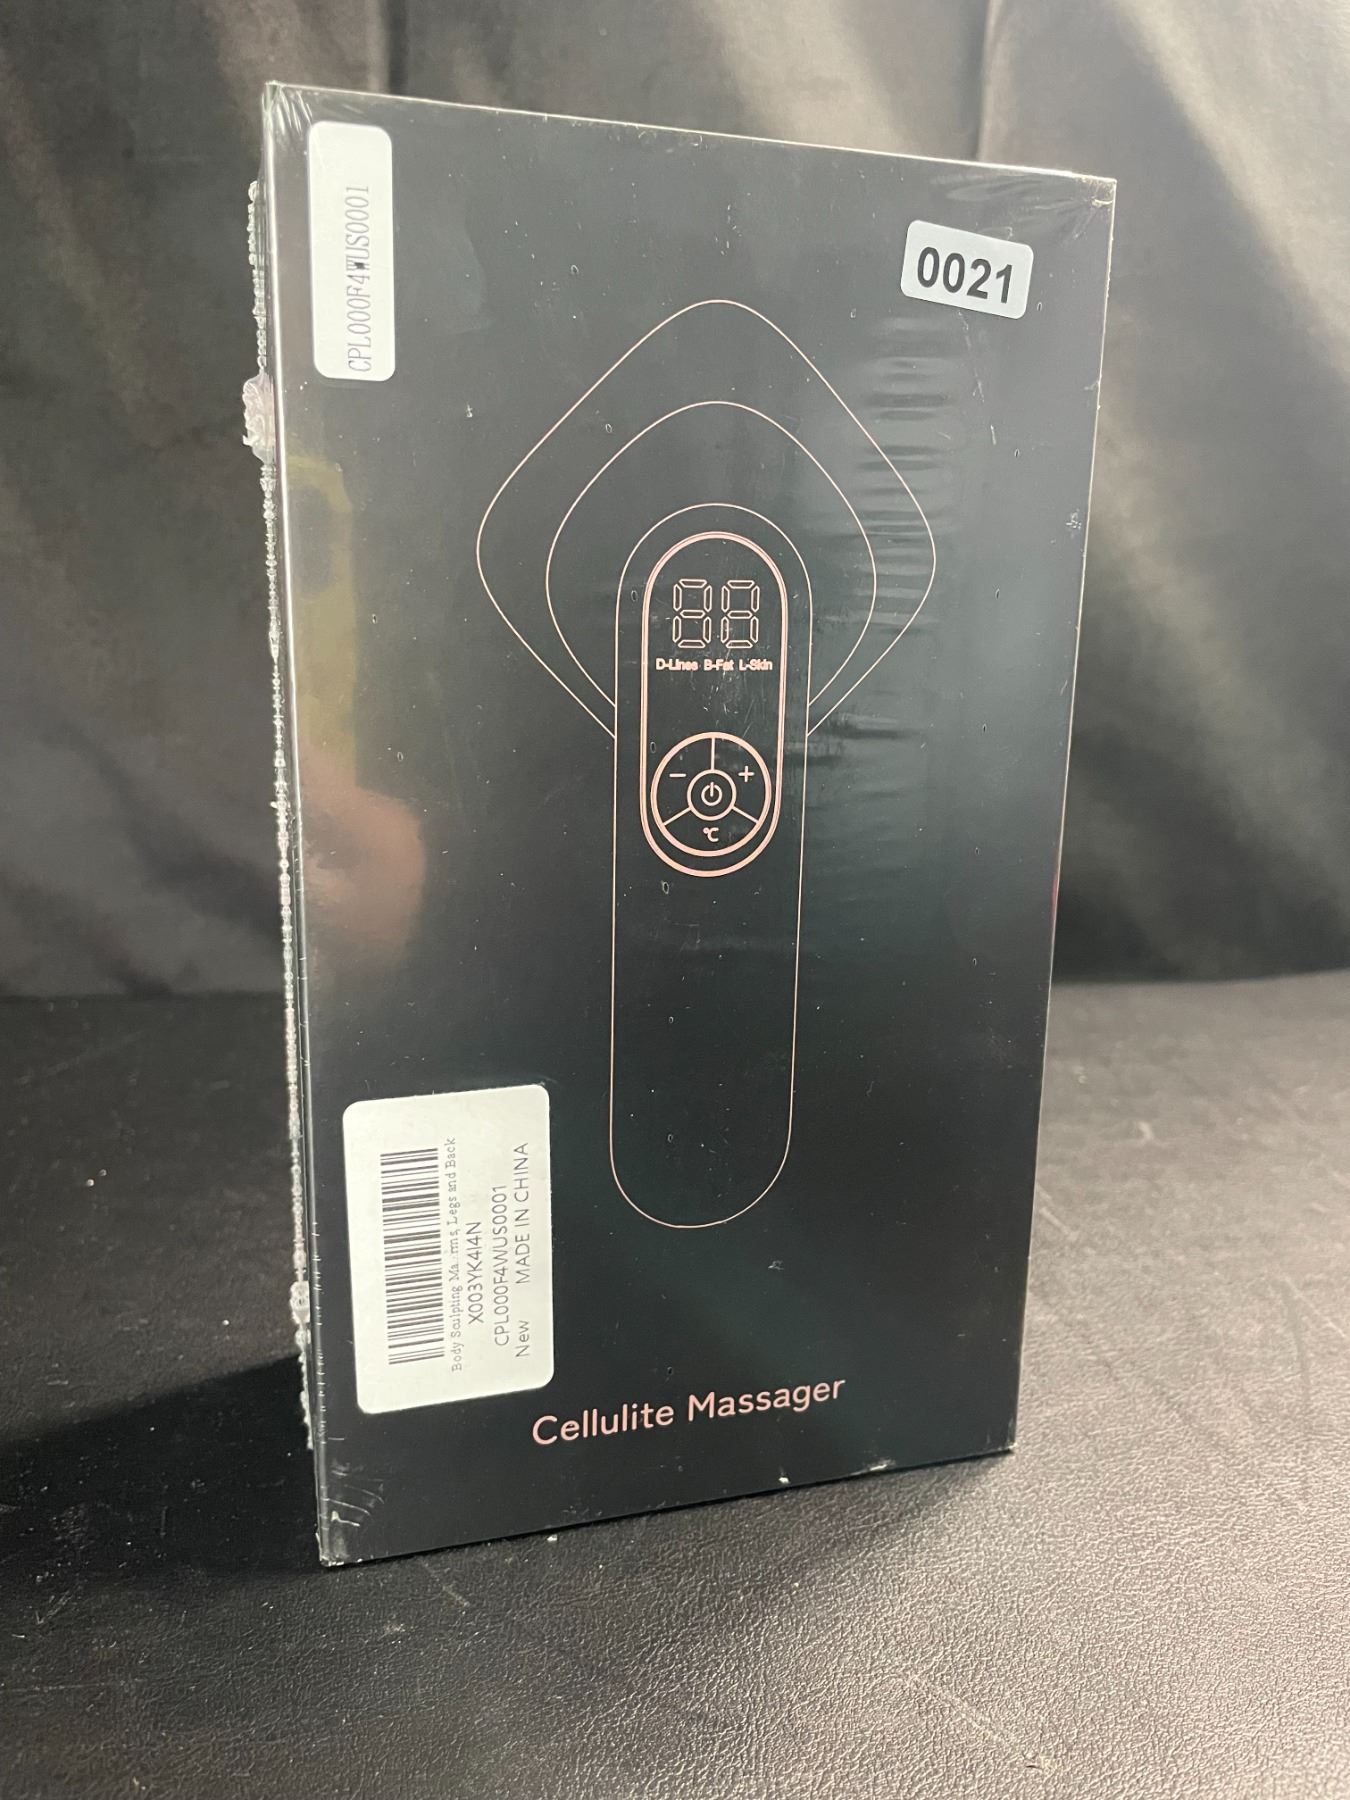 CPL000F4WUS0001
0021
88
D-Lines B-Fat L-Skin
- +
℃
Body Sculpting Ma...rms, Legs and Back
X003YK4I4N
CPL000F4WUS0001
New MADE IN CHINA
Cellulite Massager